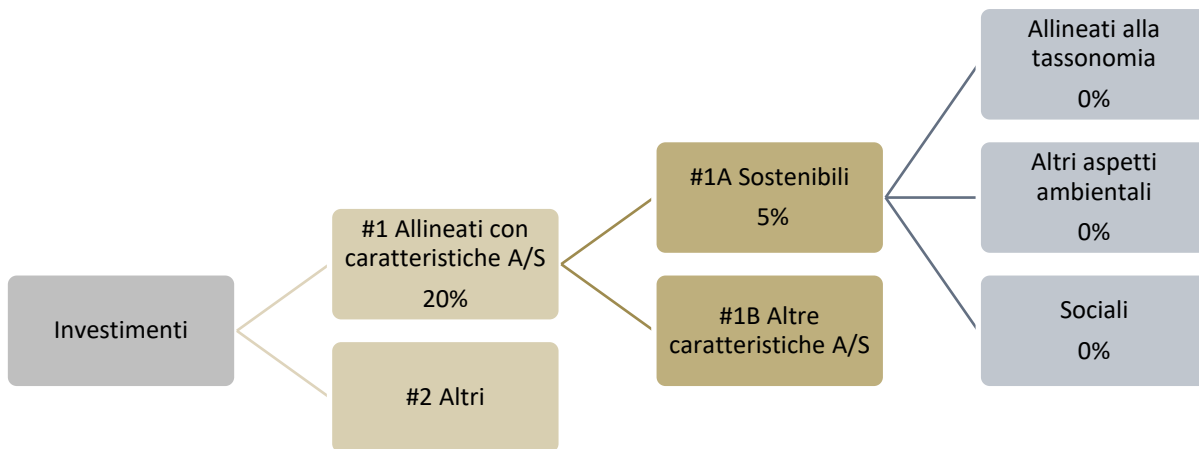 Investimenti
#1 Allineati con
caratteristiche A/S
20%
#2 Altri
#1A Sostenibili
5%
#1B Altre
caratteristiche A/S
Allineati alla
tassonomia
0%
Altri aspetti
ambientali
0%
Sociali
0%